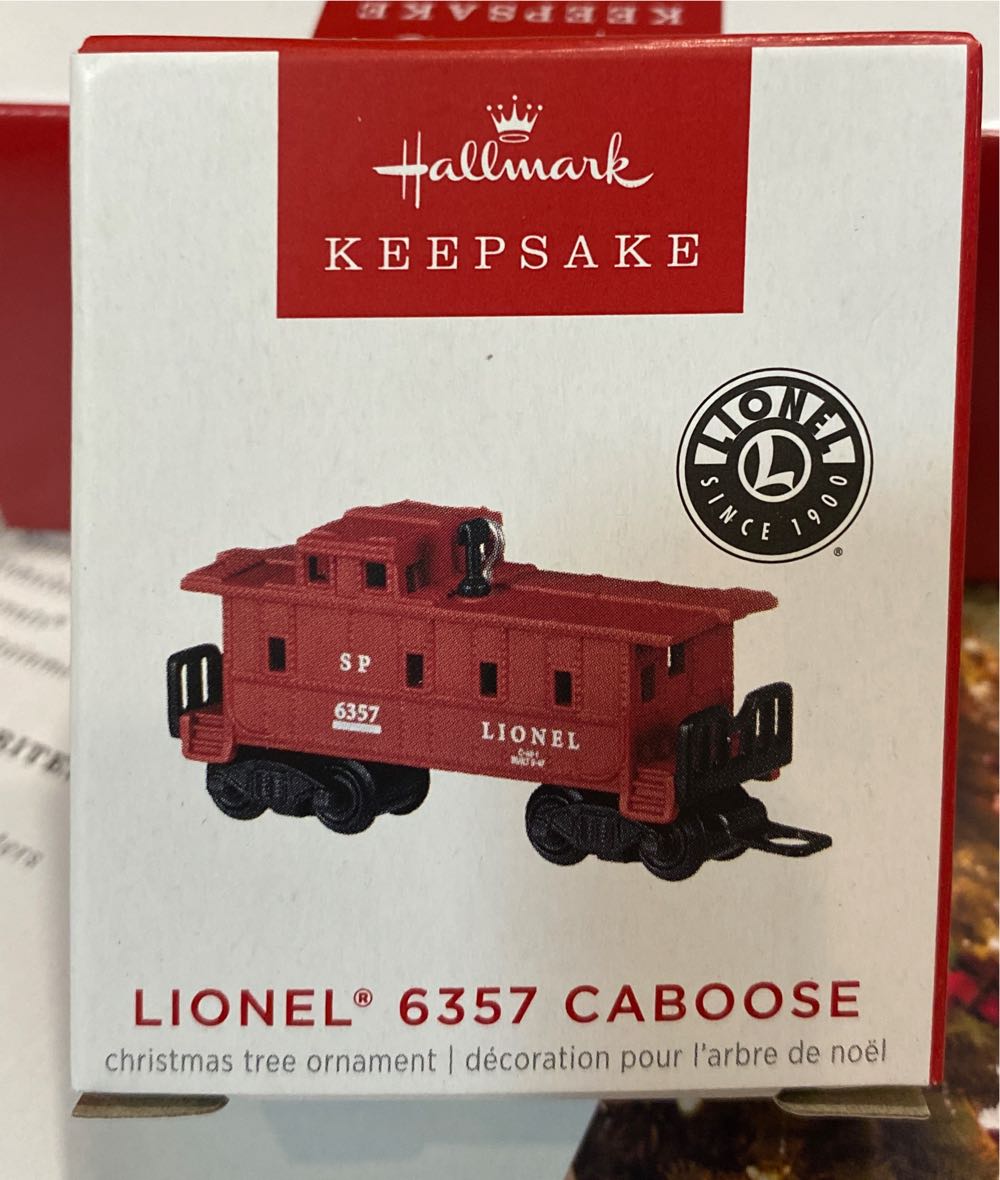 KEEPSAKE
Hallmark
KEEPSAKE
LIONEL
L
SINCE 1900
®
SP
6357
LIONEL
LIONEL® 6357 CABOOSE
christmas tree ornament | décoration pour l'arbre de noël